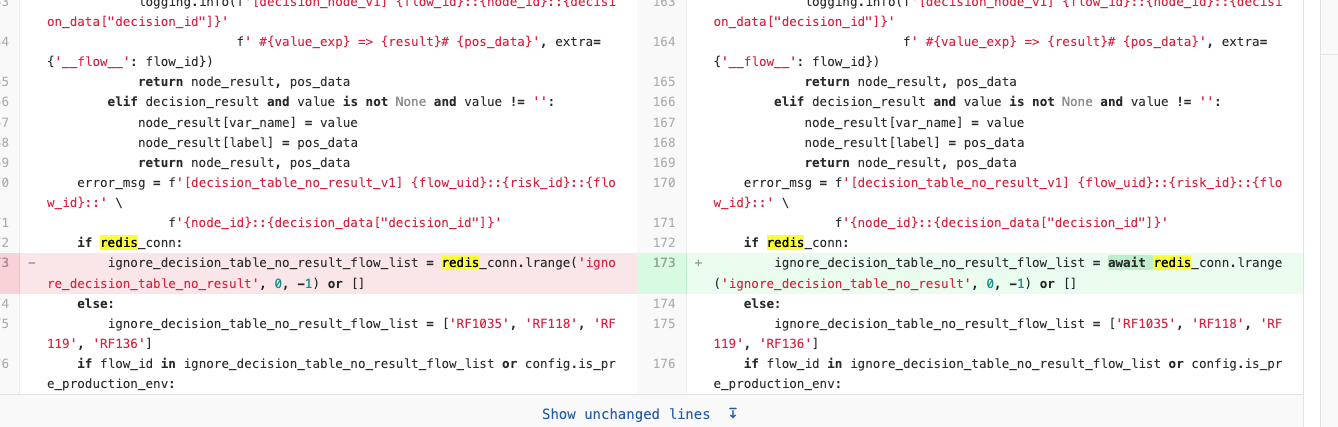 logging.info(f'[decision_node_v1] {flow_id}::{node_id}::{decisi
on_data["decision_id"]}'
4 f' #{value_exp} => {result}# {pos_data}', extra=
{'__flow__': flow_id})
5 return node_result, pos_data
6 elif decision_result and value is not None and value != '':
7 node_result[var_name] = value
8 node_result[label] = pos_data
9 return node_result, pos_data
0 error_msg = f'[decision_table_no_result_v1] {flow_uid}::{risk_id}::{flo
w_id}::' \
1 f'{node_id}::{decision_data["decision_id"]}'
2 if redis_conn:
3 - ignore_decision_table_no_result_flow_list = redis_conn.lrange('igno
re_decision_table_no_result', 0, -1) or []
4 else:
5 ignore_decision_table_no_result_flow_list = ['RF1035', 'RF118', 'RF
119', 'RF136']
6 if flow_id in ignore_decision_table_no_result_flow_list or config.is_pr
e_production_env:
163 logging.info(f'[decision_node_v1] {flow_id}::{node_id}::{decisi
on_data["decision_id"]}'
164 f' #{value_exp} => {result}# {pos_data}', extra=
{'__flow__': flow_id})
165 return node_result, pos_data
166 elif decision_result and value is not None and value != '':
167 node_result[var_name] = value
168 node_result[label] = pos_data
169 return node_result, pos_data
170 error_msg = f'[decision_table_no_result_v1] {flow_uid}::{risk_id}::{flo
w_id}::' \
171 f'{node_id}::{decision_data["decision_id"]}'
172 if redis_conn:
173 + ignore_decision_table_no_result_flow_list = await redis_conn.lrange
('ignore_decision_table_no_result', 0, -1) or []
174 else:
175 ignore_decision_table_no_result_flow_list = ['RF1035', 'RF118', 'RF
119', 'RF136']
176 if flow_id in ignore_decision_table_no_result_flow_list or config.is_pr
e_production_env:
Show unchanged lines